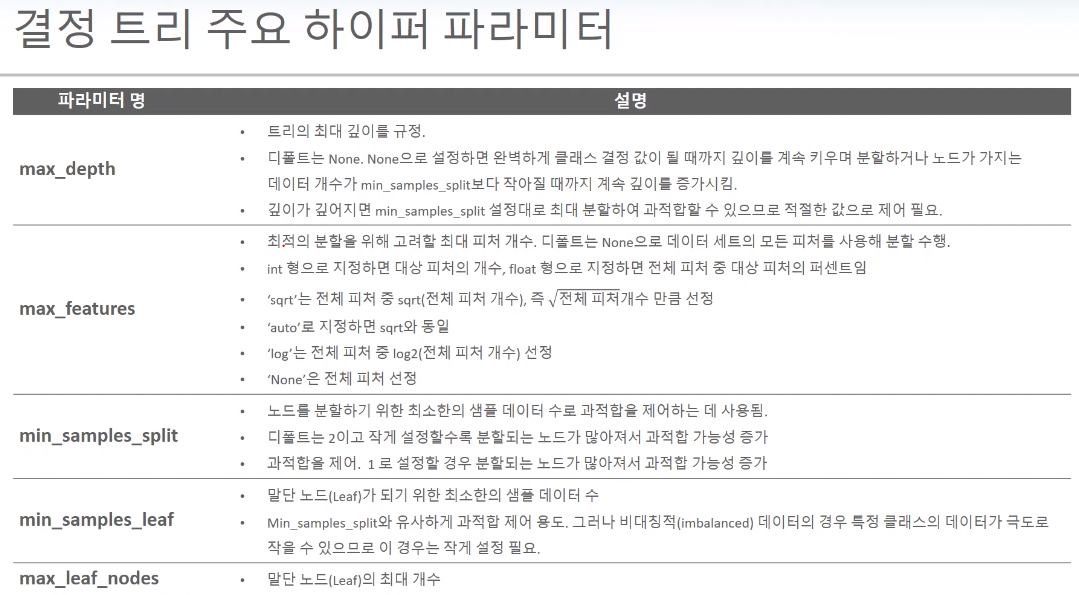 결정 트리 주요 하이퍼 파라미터
파라미터 명 설명
max_depth
• 트리의 최대 깊이를 규정.
• 디폴트는 None. None으로 설정하면 완벽하게 클래스 결정 값이 될 때까지 깊이를 계속 키우며 분할하거나 노드가 가지는
데이터 개수가 min_samples_split보다 작아질 때까지 계속 깊이를 증가시킴.
• 깊이가 깊어지면 min_samples_split 설정대로 최대 분할하여 과적합할 수 있으므로 적절한 값으로 제어 필요.
max_features
• 최적의 분할을 위해 고려할 최대 피처 개수. 디폴트는 None으로 데이터 세트의 모든 피처를 사용해 분할 수행.
• int 형으로 지정하면 대상 피처의 개수, float 형으로 지정하면 전체 피처 중 대상 피처의 퍼센트임
• ‘sqrt’는 전체 피처 중 sqrt(전체 피처 개수), 즉 √전체 피처개수 만큼 선정
• ‘auto’로 지정하면 sqrt와 동일
• ‘log’는 전체 피처 중 log2(전체 피처 개수) 선정
• ‘None’은 전체 피처 선정
min_samples_split
• 노드를 분할하기 위한 최소한의 샘플 데이터 수로 과적합을 제어하는 데 사용됨.
• 디폴트는 2이고 작게 설정할수록 분할되는 노드가 많아져서 과적합 가능성 증가
• 과적합을 제어. 1 로 설정할 경우 분할되는 노드가 많아져서 과적합 가능성 증가
min_samples_leaf
• 말단 노드(Leaf)가 되기 위한 최소한의 샘플 데이터 수
• Min_samples_split와 유사하게 과적합 제어 용도. 그러나 비대칭적(imbalanced) 데이터의 경우 특정 클래스의 데이터가 극도로
작을 수 있으므로 이 경우는 작게 설정 필요.
max_leaf_nodes
• 말단 노드(Leaf)의 최대 개수